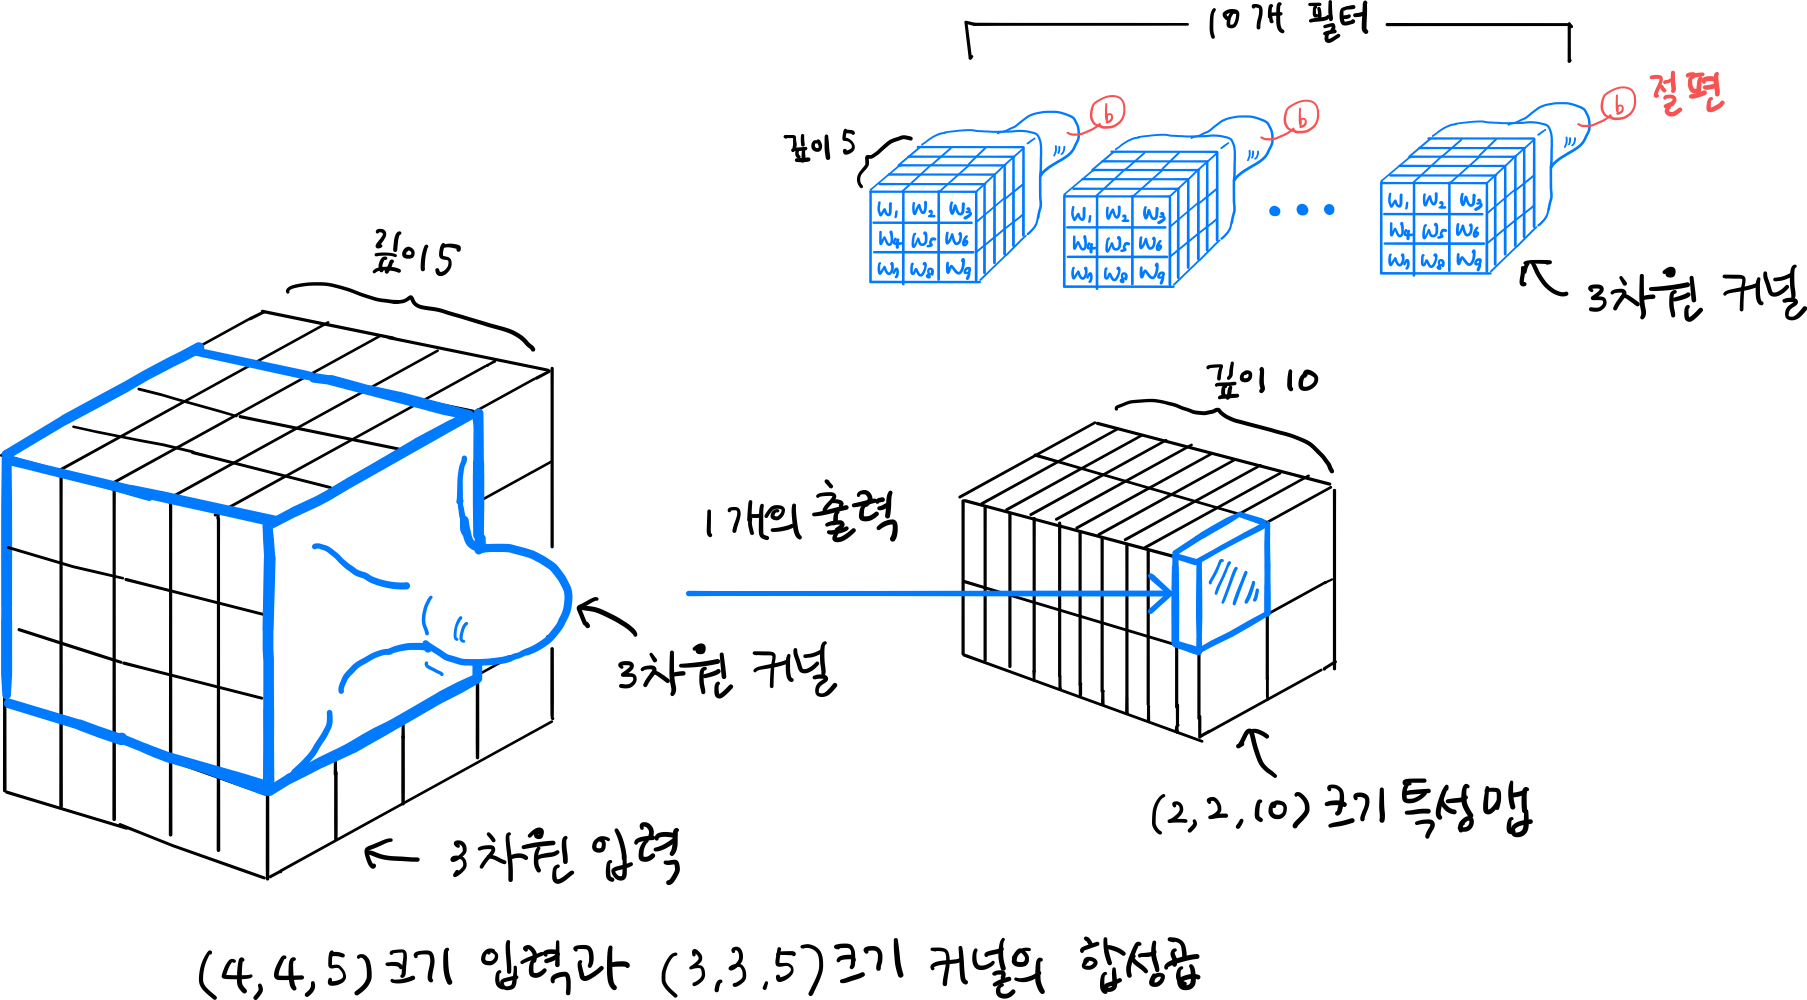 10개 필터
ⓑ ⓑ ⓑ 절편
깊이 5
w₁ w₂ w₃
w₄ w₅ w₆
w₇ w₈ w₉
w₁ w₂ w₃
w₄ w₅ w₆
w₇ w₈ w₉
...
w₁ w₂ w₃
w₄ w₅ w₆
w₇ w₈ w₉
3차원 커널
깊이 5
3차원 커널
3차원 입력
1개의 출력
깊이 10
(2,2,10) 크기 특성맵
(4,4,5) 크기 입력과 (3,3,5) 크기 커널의 합성곱